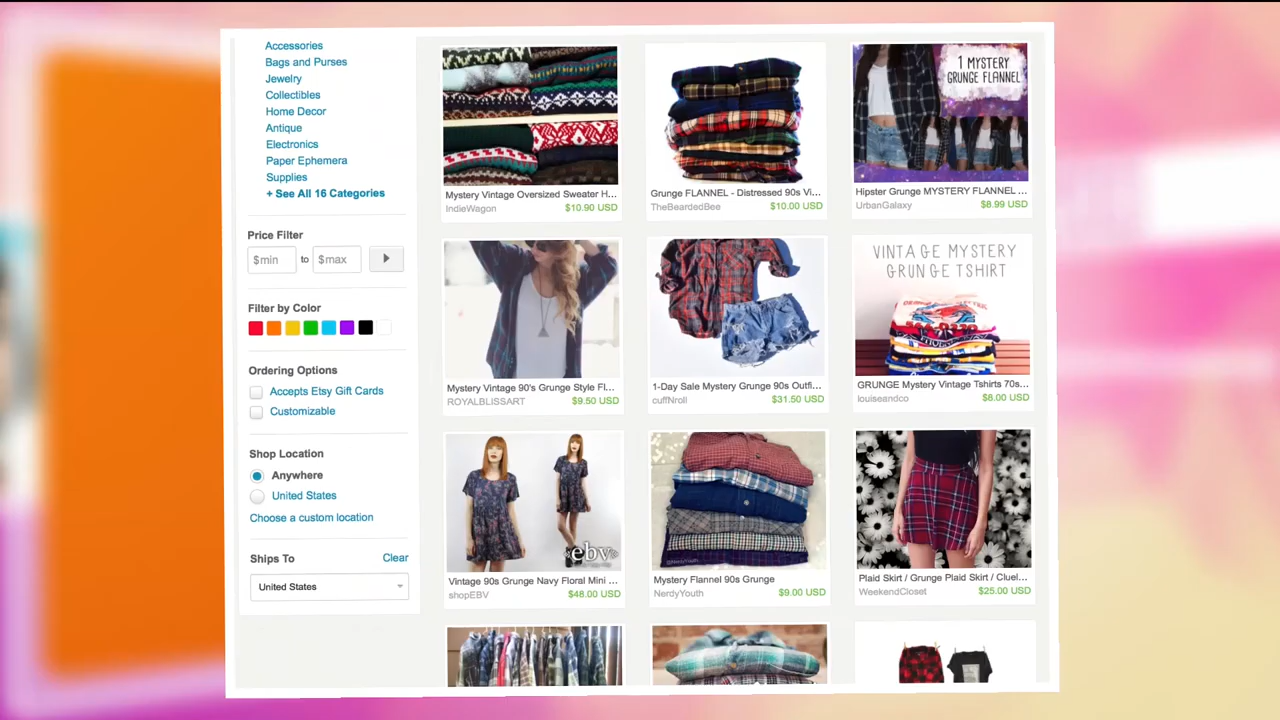 Accessories
Bags and Purses
Jewelry
Collectibles
Home Decor
Antique
Electronics
Paper Ephemera
Supplies
+ See All 16 Categories
Price Filter
$min to $max
Filter by Color
Ordering Options
Accepts Etsy Gift Cards
Customizable
Shop Location
Anywhere
United States
Choose a custom location
Ships To Clear
United States
Mystery Vintage Oversized Sweater H...
IndieWagon $10.90 USD
Grunge FLANNEL - Distressed 90s Vi...
TheBeardedBee $10.00 USD
1 MYSTERY
GRUNGE FLANNEL
Hipster Grunge MYSTERY FLANNEL ...
UrbanGalaxy $8.99 USD
Mystery Vintage 90's Grunge Style Fl...
ROYALBLISSART $9.50 USD
1-Day Sale Mystery Grunge 90s Outfi...
cuffNroll $31.50 USD
VINTAGE MYSTERY
GRUNGE TSHIRT
GRUNGE Mystery Vintage Tshirts 70s...
louiseandco $8.00 USD
ebv
Vintage 90s Grunge Navy Floral Mini ...
shopEBV $48.00 USD
Mystery Flannel 90s Grunge
NerdyYouth $9.00 USD
Plaid Skirt / Grunge Plaid Skirt / Cluel...
WeekendCloset $25.00 USD